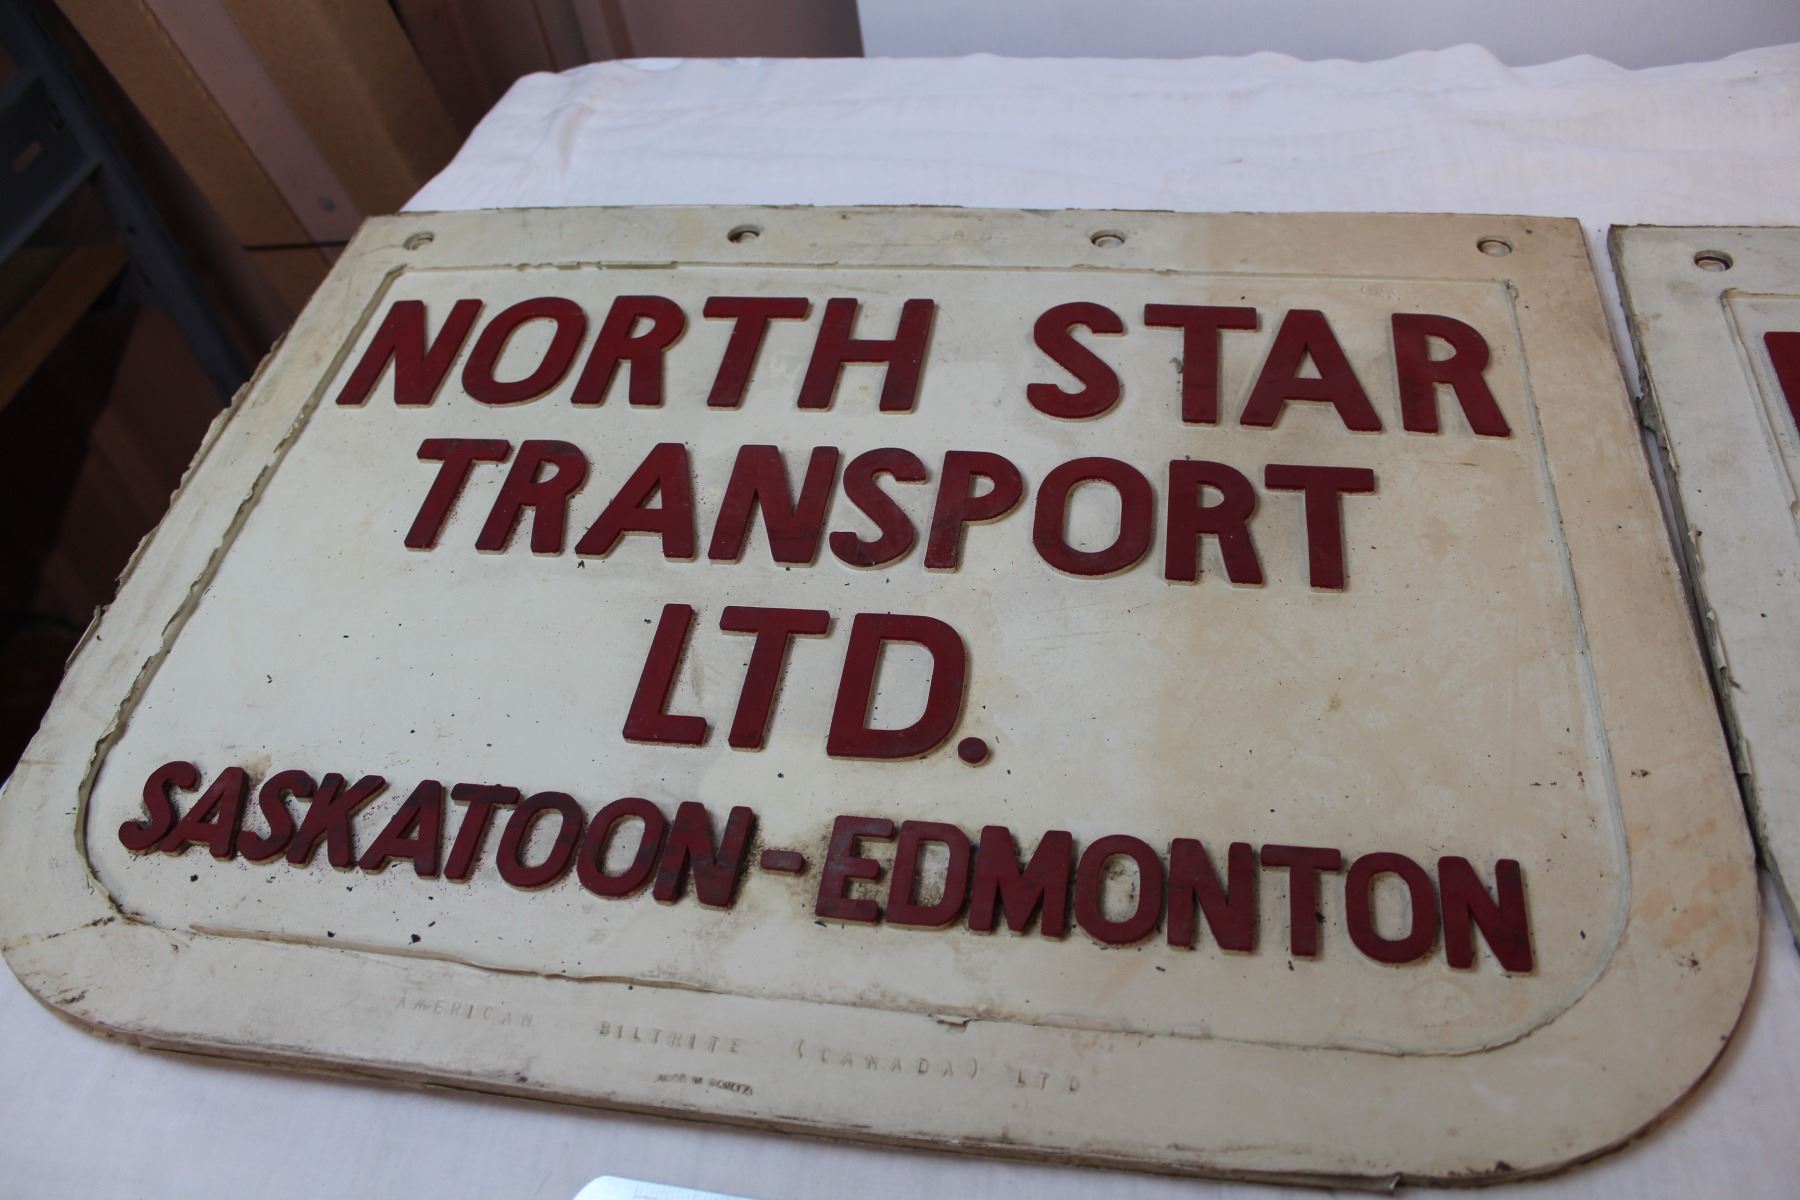 NORTH STAR
TRANSPORT
LTD.
SASKATOON-EDMONTON
AMERICAN BILTRITE (CANADA) LTD